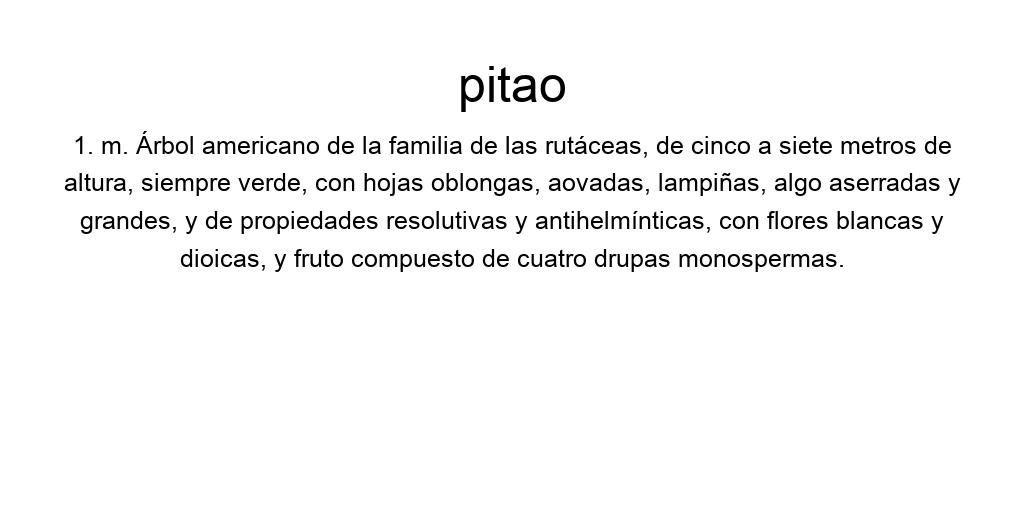 pitao
1. m. Árbol americano de la familia de las rutáceas, de cinco a siete metros de
altura, siempre verde, con hojas oblongas, aovadas, lampiñas, algo aserradas y
grandes, y de propiedades resolutivas y antihelmínticas, con flores blancas y
dioicas, y fruto compuesto de cuatro drupas monospermas.